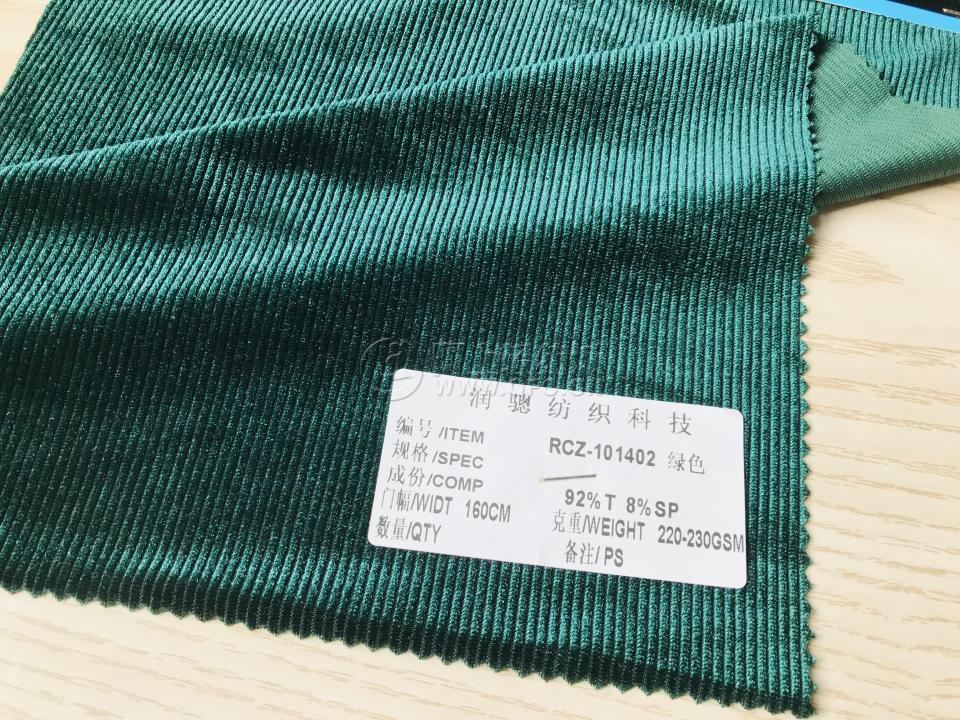 润骢纺织科技
编号/ITEM RCZ-101402 绿色
规格/SPEC
成份/COMP 92%T 8%SP
门幅/WIDT 160CM 克重/WEIGHT 220-230GSM
数量/QTY 备注/PS